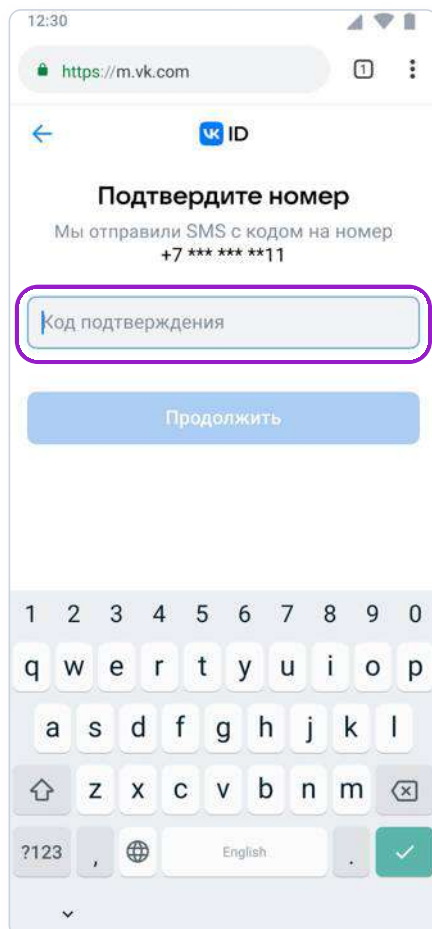 12:30
https://m.vk.com
1
VK ID
Подтвердите номер
Мы отправили SMS с кодом на номер
+7 *** *** **11
Код подтверждения
Продолжить
1 2 3 4 5 6 7 8 9 0
q w e r t y u i o p
a s d f g h j k l
z x c v b n m
?123 , English .